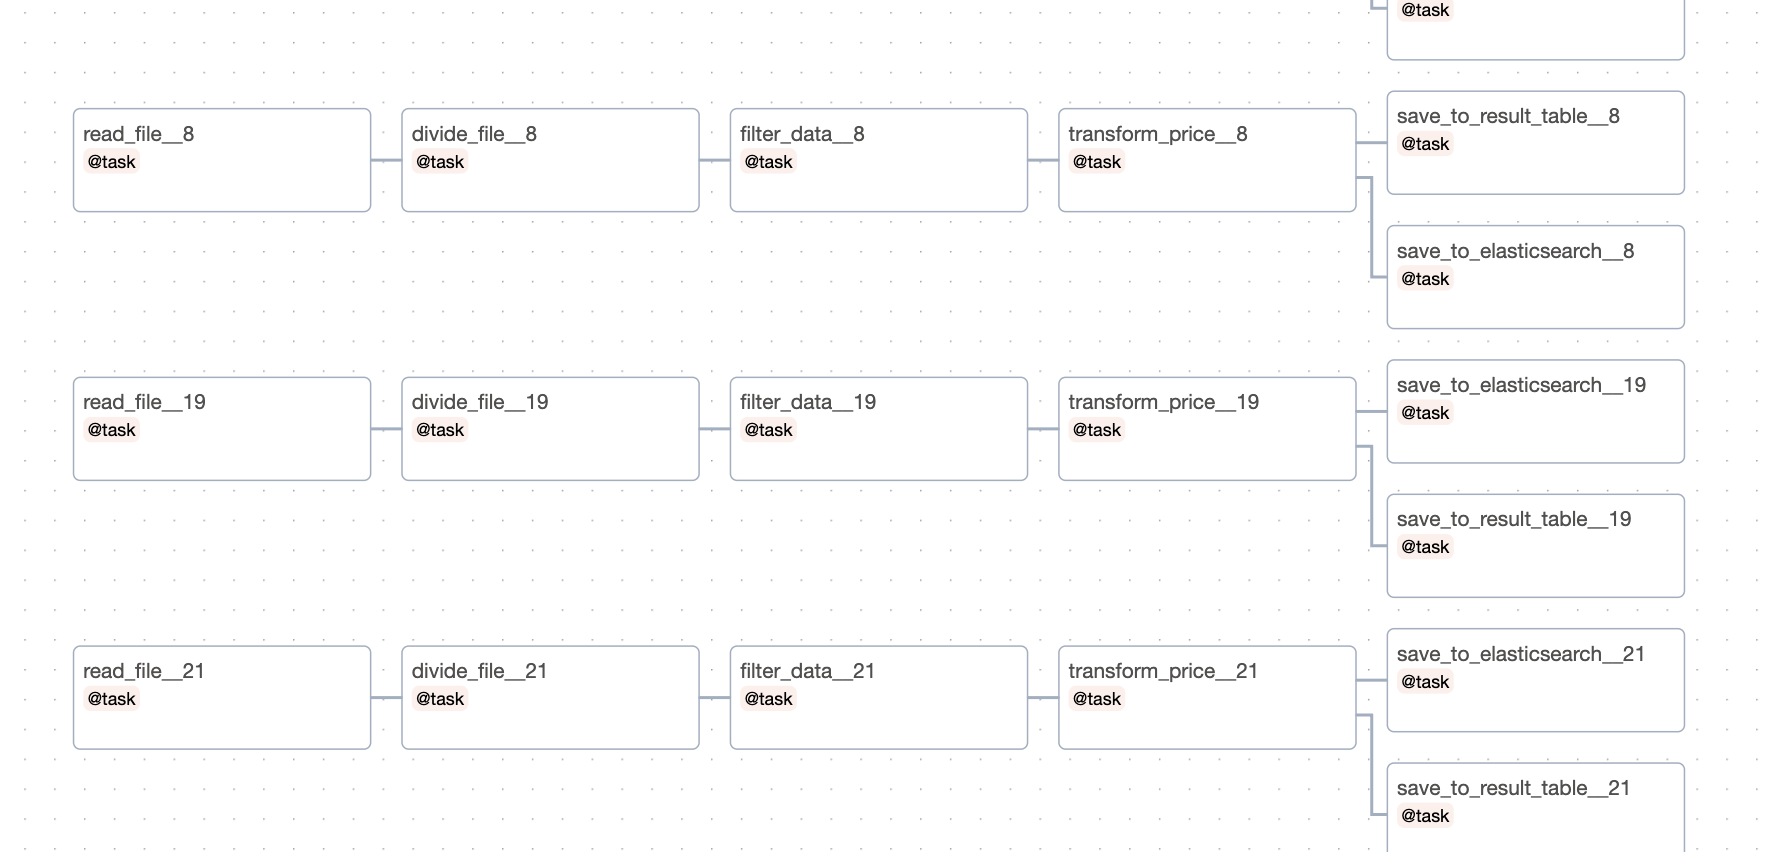 @task
read_file__8
@task
divide_file__8
@task
filter_data__8
@task
transform_price__8
@task
save_to_result_table__8
@task
save_to_elasticsearch__8
@task
read_file__19
@task
divide_file__19
@task
filter_data__19
@task
transform_price__19
@task
save_to_elasticsearch__19
@task
save_to_result_table__19
@task
read_file__21
@task
divide_file__21
@task
filter_data__21
@task
transform_price__21
@task
save_to_elasticsearch__21
@task
save_to_result_table__21
@task